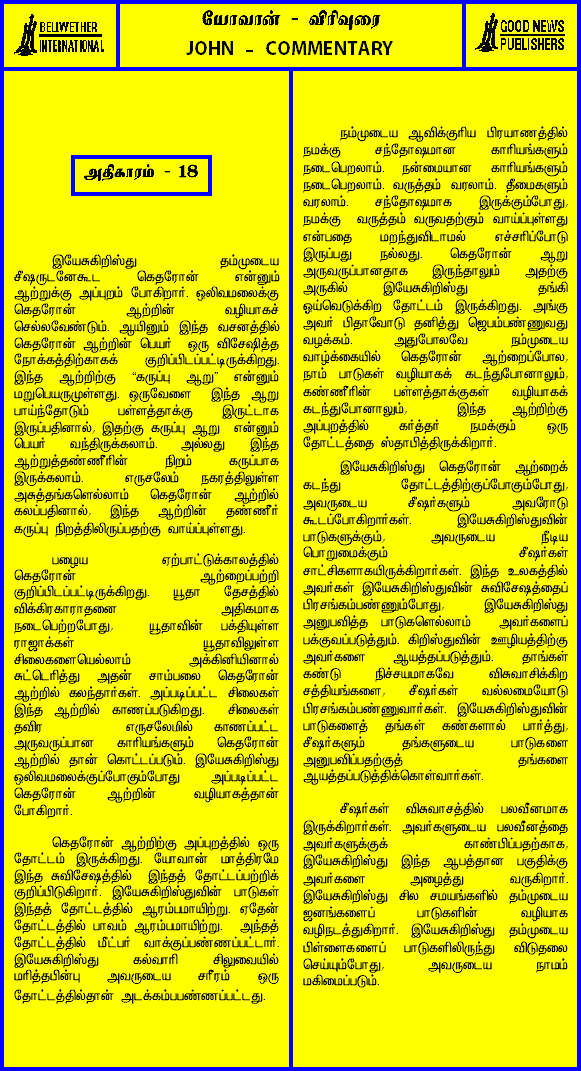 BELLWETHER
INTERNATIONAL
யோவான் - விரிவுரை
JOHN - COMMENTARY
GOOD NEWS
PUBLISHERS
அதிகாரம் - 18
இயேசுகிறிஸ்து தம்முடைய
சீஷருடனேகூட கெதரோன் என்னும்
ஆற்றுக்கு அப்புறம் போகிறார். ஒலிவமலைக்கு
கெதரோன் ஆற்றின் வழியாகச்
செல்லவேண்டும். ஆயினும் இந்த வசனத்தில்
கெதரோன் ஆற்றின் பெயர் ஒரு விசேஷித்த
நோக்கத்திற்காகக் குறிப்பிடப்பட்டிருக்கிறது.
இந்த ஆற்றிற்கு “கருப்பு ஆறு” என்னும்
மறுபெயருமுள்ளது. ஒருவேளை இந்த ஆறு
பாய்ந்தோடும் பள்ளத்தாக்கு இருட்டாக
இருப்பதினால், இதற்கு கருப்பு ஆறு என்னும்
பெயர் வந்திருக்கலாம். அல்லது இந்த
ஆற்றுத்தண்ணீரின் நிறம் கருப்பாக
இருக்கலாம். எருசலேம் நகரத்திலுள்ள
அசுத்தங்களெல்லாம் கெதரோன் ஆற்றில்
கலப்பதினால், இந்த ஆற்றின் தண்ணீர்
கருப்பு நிறத்திலிருப்பதற்கு வாய்ப்புள்ளது.
பழைய ஏற்பாட்டுக்காலத்தில்
கெதரோன் ஆற்றைப்பற்றி
குறிப்பிடப்பட்டிருக்கிறது. யூதா தேசத்தில்
விக்கிரகாராதனை அதிகமாக
நடைபெற்றபோது, யூதாவின் பக்தியுள்ள
ராஜாக்கள் யூதாவிலுள்ள
சிலைகளையெல்லாம் அக்கினியினால்
சுட்டெரித்து அதன் சாம்பலை கெதரோன்
ஆற்றில் கலந்தார்கள். அப்படிப்பட்ட சிலைகள்
இந்த ஆற்றில் காணப்படுகிறது. சிலைகள்
தவிர எருசலேமில் காணப்பட்ட
அருவருப்பான காரியங்களும் கெதரோன்
ஆற்றில் தான் கொட்டப்படும். இயேசுகிறிஸ்து
ஒலிவமலைக்குப்போகும்போது அப்படிப்பட்ட
கெதரோன் ஆற்றின் வழியாகத்தான்
போகிறார்.
கெதரோன் ஆற்றிற்கு அப்புறத்தில் ஒரு
தோட்டம் இருக்கிறது. யோவான் மாத்திரமே
இந்த சுவிசேஷத்தில் இந்தத் தோட்டப்பற்றிக்
குறிப்பிடுகிறார். இயேசுகிறிஸ்துவின் பாடுகள்
இந்தத் தோட்டத்தில் ஆரம்பமாயிற்று. ஏதேன்
தோட்டத்தில் பாவம் ஆரம்பமாயிற்று. அந்தத்
தோட்டத்தில் மீட்பர் வாக்குப்பண்ணப்பட்டார்.
இயேசுகிறிஸ்து கல்வாரி சிலுவையில்
மரித்தபின்பு அவருடைய சரீரம் ஒரு
தோட்டத்தில்தான் அடக்கம்பண்ணப்பட்டது.
நம்முடைய ஆவிக்குரிய பிரயாணத்தில்
நமக்கு சந்தோஷமான காரியங்களும்
நடைபெறலாம். நன்மையான காரியங்களும்
நடைபெறலாம். வருத்தம் வரலாம். தீமைகளும்
வரலாம். சந்தோஷமாக இருக்கும்போது,
நமக்கு வருத்தம் வருவதற்கும் வாய்ப்புள்ளது
என்பதை மறந்துவிடாமல் எச்சரிப்போடு
இருப்பது நல்லது. கெதரோன் ஆறு
அருவருப்பானதாக இருந்தாலும் அதற்கு
அருகில் இயேசுகிறிஸ்து தங்கி
ஓய்வெடுக்கிற தோட்டம் இருக்கிறது. அங்கு
அவர் பிதாவோடு தனித்து ஜெபம்பண்ணுவது
வழக்கம். அதுபோலவே நம்முடைய
வாழ்க்கையில் கெதரோன் ஆற்றைப்போல,
நாம் பாடுகள் வழியாகக் கடந்துபோனாலும்,
கண்ணீரின் பள்ளத்தாக்குகள் வழியாகக்
கடந்துபோனாலும், இந்த ஆற்றிற்கு
அப்புறத்தில் கர்த்தர் நமக்கும் ஒரு
தோட்டத்தை ஸ்தாபித்திருக்கிறார்.
இயேசுகிறிஸ்து கெதரோன் ஆற்றைக்
கடந்து தோட்டத்திற்குப்போகும்போது,
அவருடைய சீஷர்களும் அவரோடு
கூடப்போகிறார்கள். இயேசுகிறிஸ்துவின்
பாடுகளுக்கும், அவருடைய நீடிய
பொறுமைக்கும் சீஷர்கள்
சாட்சிகளாகயிருக்கிறார்கள். இந்த உலகத்தில்
அவர்கள் இயேசுகிறிஸ்துவின் சுவிசேஷத்தைப்
பிரசங்கம்பண்ணும்போது, இயேசுகிறிஸ்து
அனுபவித்த பாடுகளெல்லாம் அவர்களைப்
பக்குவப்படுத்தும். கிறிஸ்துவின் ஊழியத்திற்கு
அவர்களை ஆயத்தப்படுத்தும். தாங்கள்
கண்டு நிச்சயமாகவே விசுவாசிக்கிற
சத்தியங்களை, சீஷர்கள் வல்லமையோடு
பிரசங்கம்பண்ணுவார்கள். இயேசுகிறிஸ்துவின்
பாடுகளைத் தங்கள் கண்களால் பார்த்து,
சீஷர்களும் தங்களுடைய பாடுகளை
அனுபவிப்பதற்குத் தங்களை
ஆயத்தப்படுத்திக்கொள்வார்கள்.
சீஷர்கள் விசுவாசத்தில் பலவீனமாக
இருக்கிறார்கள். அவர்களுடைய பலவீனத்தை
அவர்களுக்குக் காண்பிப்பதற்காக,
இயேசுகிறிஸ்து இந்த ஆபத்தான பகுதிக்கு
அவர்களை அழைத்து வருகிறார்.
இயேசுகிறிஸ்து சில சமயங்களில் தம்முடைய
ஜனங்களைப் பாடுகளின் வழியாக
வழிநடத்துகிறார். இயேசுகிறிஸ்து தம்முடைய
பிள்ளைகளைப் பாடுகளிலிருந்து விடுதலை
செய்யும்போது, அவருடைய நாமம்
மகிமைப்படும்.